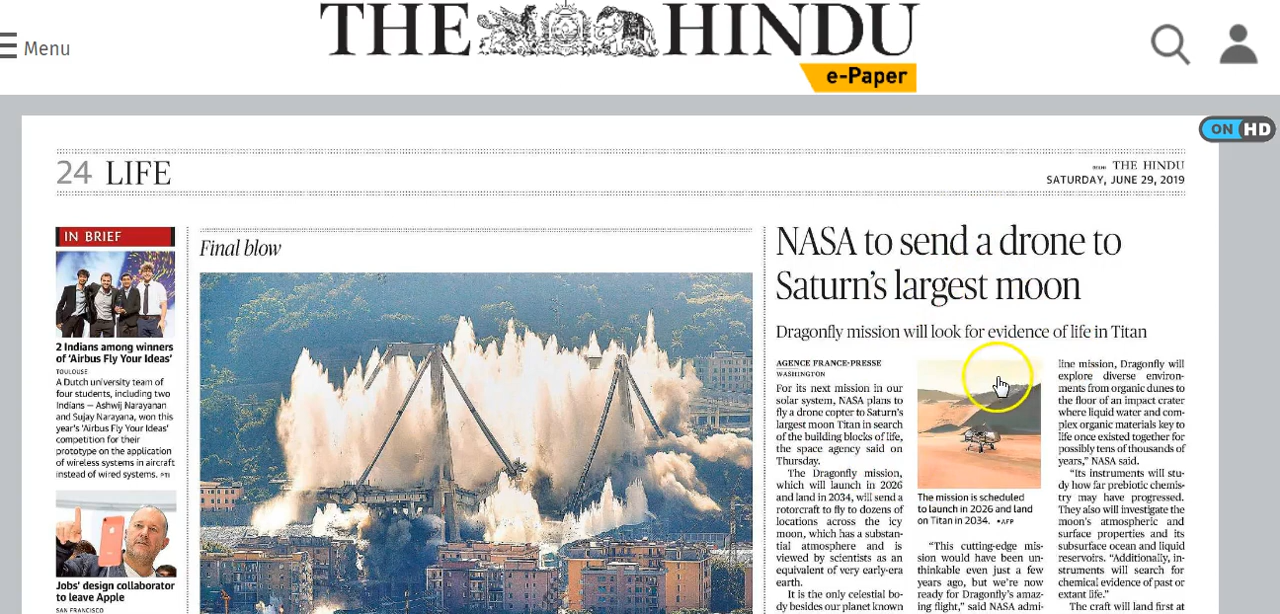 Menu
THE HINDU
e-Paper
ON HD
24 LIFE
THE HINDU
SATURDAY, JUNE 29, 2019
IN BRIEF
2 Indians among winners
of ‘Airbus Fly Your Ideas’
TOULOUSE
A Dutch university team of
four students, including two
Indians — Ashwij Narayanan
and Sujay Narayana, won this
year's ‘Airbus Fly Your Ideas’
competition for their
prototype on the application
of wireless systems in aircraft
instead of wired systems. PTI
Jobs' design collaborator
to leave Apple
SAN FRANCISCO
Final blow
NASA to send a drone to
Saturn’s largest moon
Dragonfly mission will look for evidence of life in Titan
AGENCE FRANCE-PRESSE
WASHINGTON
For its next mission in our
solar system, NASA plans to
fly a drone copter to Saturn’s
largest moon Titan in search
of the building blocks of life,
the space agency said on
Thursday.
The Dragonfly mission,
which will launch in 2026
and land in 2034, will send a
rotorcraft to fly to dozens of
locations across the icy
moon, which has a substan-
tial atmosphere and is
viewed by scientists as an
equivalent of very early-era
earth.
It is the only celestial bo-
dy besides our planet known
The mission is scheduled
to launch in 2026 and land
on Titan in 2034. •AFP
“This cutting-edge mis-
sion would have been un-
thinkable even just a few
years ago, but we’re now
ready for Dragonfly’s amaz-
ing flight,” said NASA admi-
line mission, Dragonfly will
explore diverse environ-
ments from organic dunes to
the floor of an impact crater
where liquid water and com-
plex organic materials key to
life once existed together for
possibly tens of thousands of
years,” NASA said.
“Its instruments will stu-
dy how far prebiotic chemis-
try may have progressed.
They also will investigate the
moon’s atmospheric and
surface properties and its
subsurface ocean and liquid
reservoirs. “Additionally, in-
struments will search for
chemical evidence of past or
extant life.”
The craft will land first at